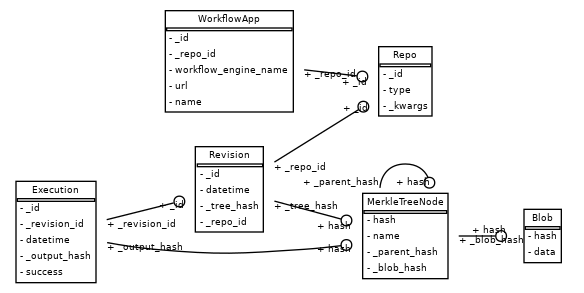 WorkflowApp
- _id
- _repo_id
- workflow_engine_name
- url
- name
Repo
- _id
- type
- _kwargs
+ _repo_id
+ _id
+ _id
+ _repo_id
Revision
- _id
- datetime
- _tree_hash
- _repo_id
+ _parent_hash
+ hash
Execution
- _id
- _revision_id
- datetime
- _output_hash
- success
+ _id
+ _revision_id
+ _tree_hash
+ hash
+ _output_hash
+ hash
MerkleTreeNode
- hash
- name
- _parent_hash
- _blob_hash
+ hash
+ _blob_hash
Blob
- hash
- data